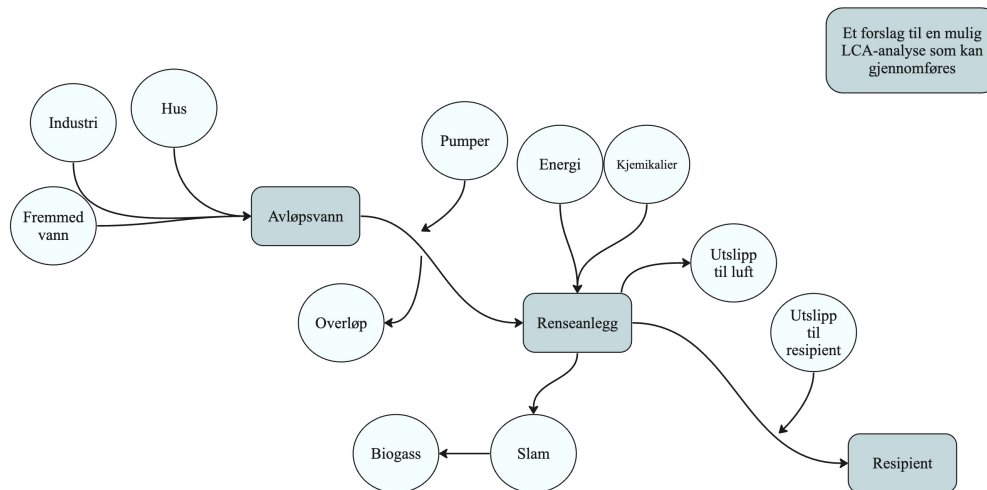 Et forslag til en mulig
LCA-analyse som kan
gjennomføres
Hus
Industri
Fremmed
vann
Avløpsvann
Pumper
Energi
Kjemikalier
Overløp
Renseanlegg
Utslipp
til luft
Utslipp
til
resipient
Biogass
Slam
Resipient